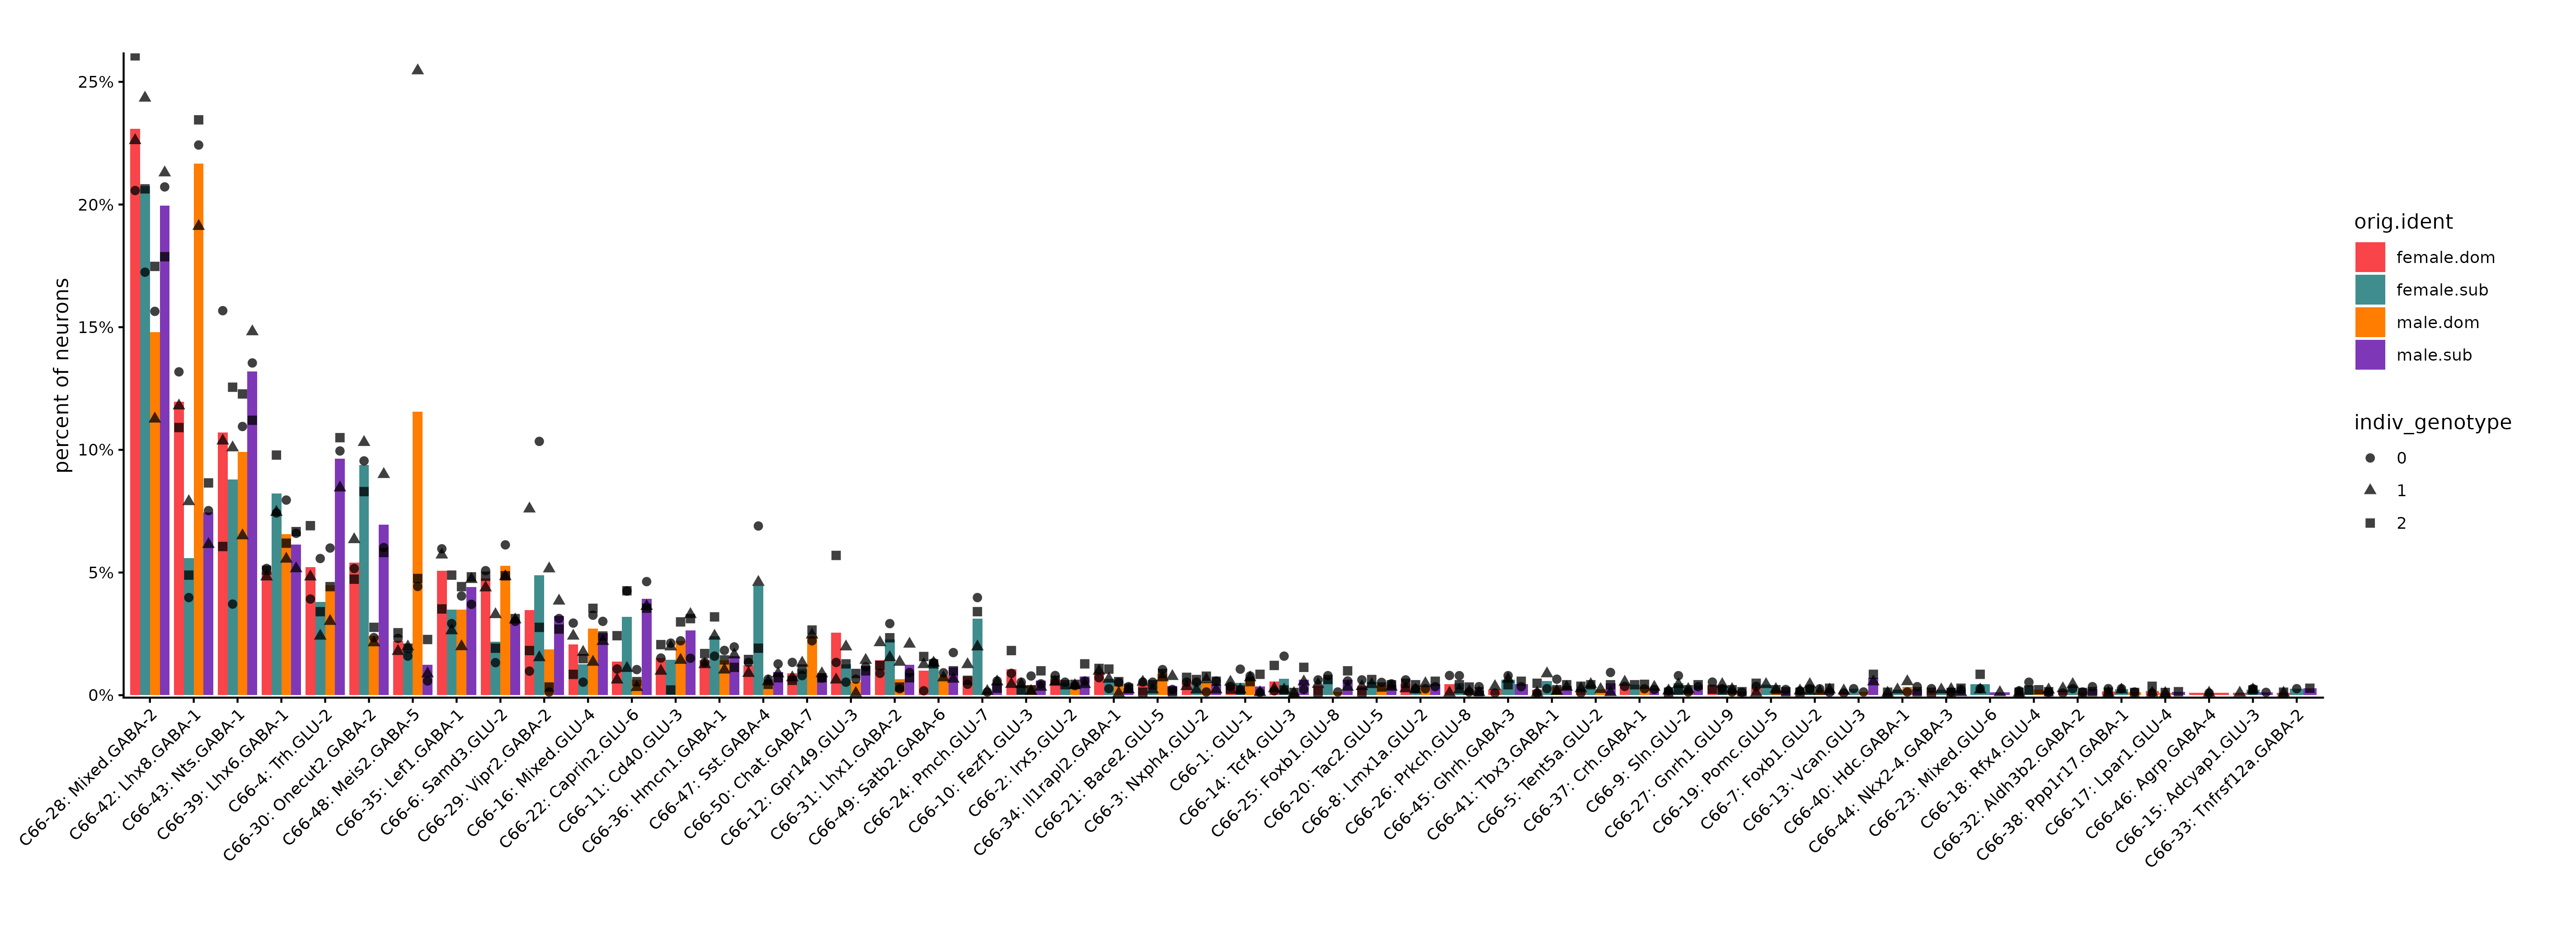 25%
20%
15%
10%
5%
0%
percent of neurons
C66-28: Mixed.GABA-2
C66-42: Lhx8.GABA-1
C66-43: Nts.GABA-1
C66-39: Lhx6.GABA-1
C66-4: Trh.GLU-2
C66-30: Onecut2.GABA-2
C66-48: Meis2.GABA-5
C66-35: Lef1.GABA-1
C66-6: Samd3.GLU-2
C66-29: Vipr2.GABA-2
C66-16: Mixed.GLU-4
C66-22: Caprin2.GLU-6
C66-11: Cd40.GLU-3
C66-36: Hmcn1.GABA-1
C66-47: Sst.GABA-4
C66-50: Chat.GABA-7
C66-12: Gpr149.GLU-3
C66-31: Lhx1.GABA-2
C66-49: Satb2.GABA-6
C66-24: Pmch.GLU-7
C66-10: Fezf1.GLU-3
C66-2: Irx5.GLU-2
C66-34: Il1rapl2.GABA-1
C66-21: Bace2.GLU-5
C66-3: Nxph4.GLU-2
C66-1: GLU-1
C66-14: Tcf4.GLU-3
C66-25: Foxb1.GLU-8
C66-20: Tac2.GLU-5
C66-8: Lmx1a.GLU-2
C66-26: Prkch.GLU-8
C66-45: Ghrh.GABA-3
C66-41: Tbx3.GABA-1
C66-5: Tent5a.GLU-2
C66-37: Crh.GABA-1
C66-9: Sln.GLU-2
C66-27: Gnrh1.GLU-9
C66-19: Pomc.GLU-5
C66-7: Foxb1.GLU-2
C66-13: Vcan.GLU-3
C66-40: Hdc.GABA-1
C66-44: Nkx2-4.GABA-3
C66-23: Mixed.GLU-6
C66-18: Rfx4.GLU-4
C66-32: Aldh3b2.GABA-2
C66-38: Ppp1r17.GABA-1
C66-17: Lpar1.GLU-4
C66-46: Agrp.GABA-4
C66-15: Adcyap1.GLU-3
C66-33: Tnfrsf12a.GABA-2
orig.ident
female.dom
female.sub
male.dom
male.sub
indiv_genotype
0
1
2